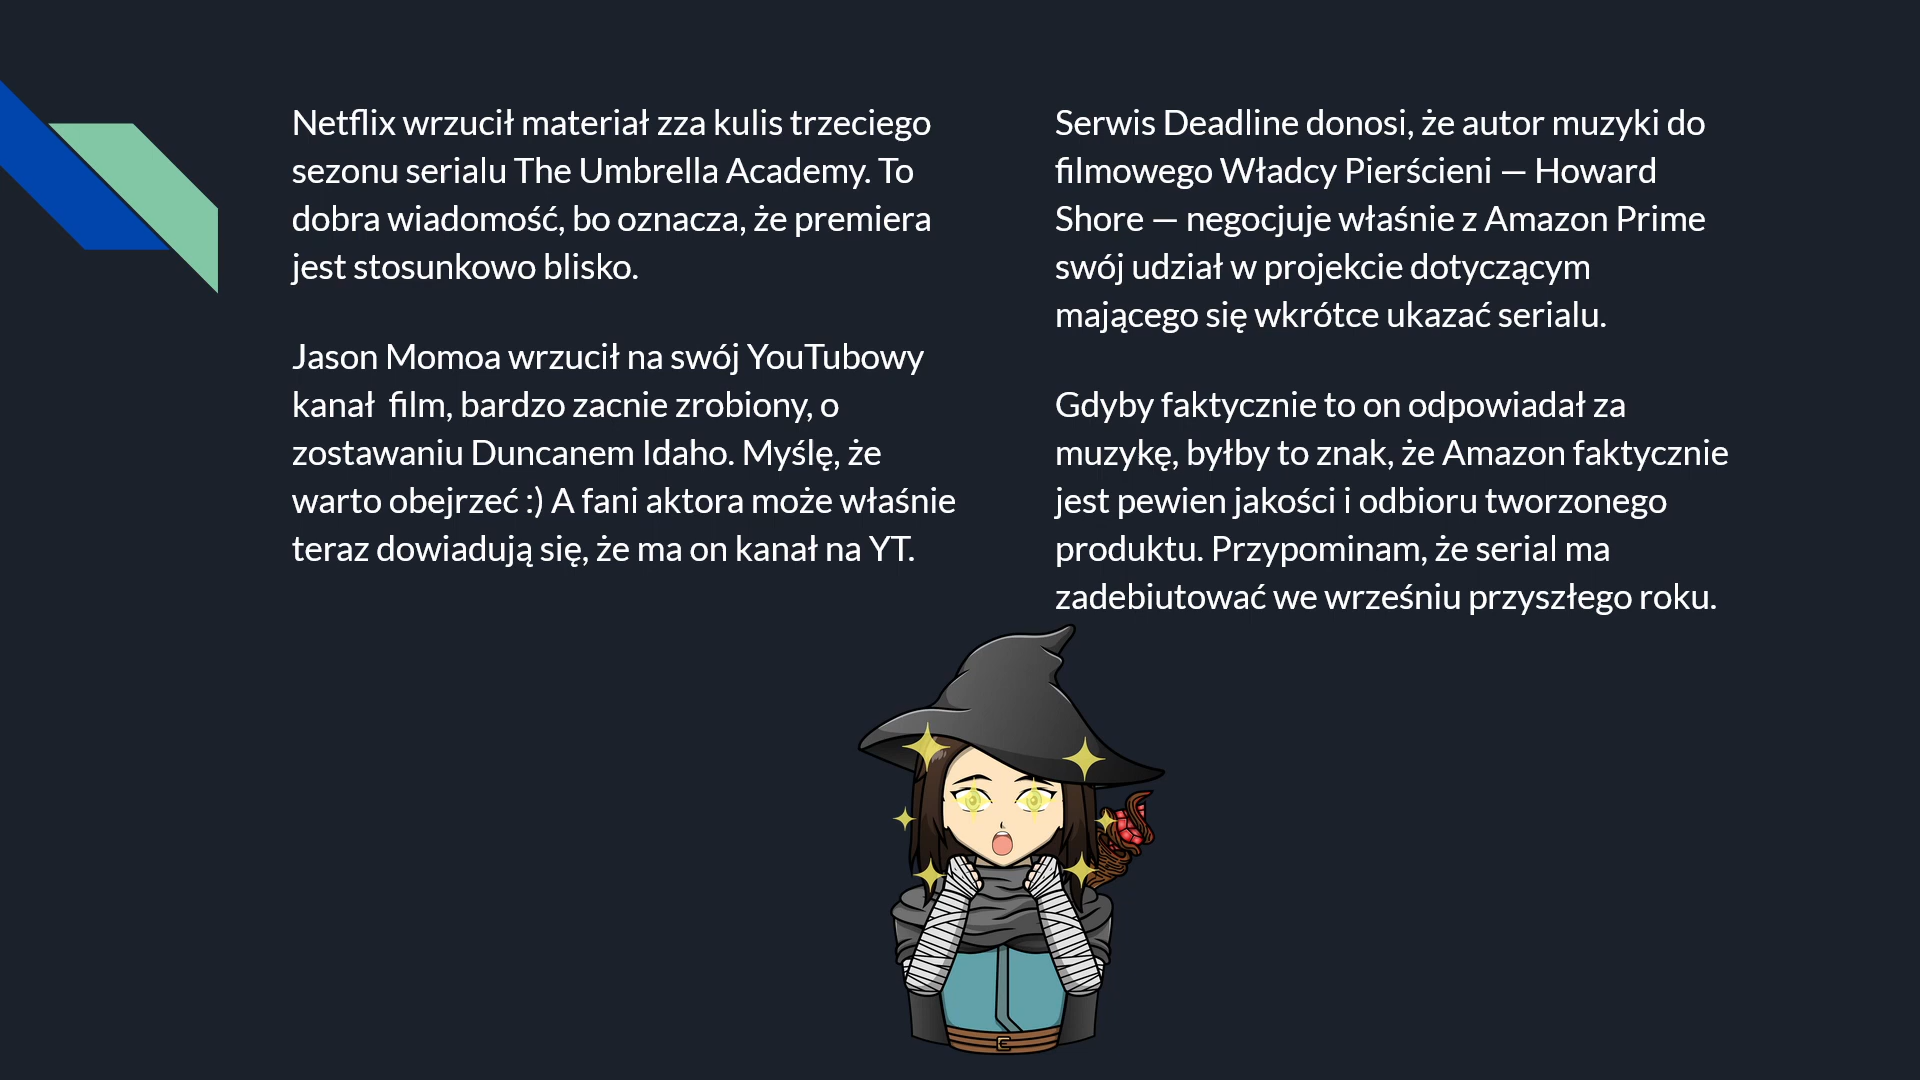 Netflix wrzucił materiał zza kulis trzeciego
sezonu serialu The Umbrella Academy. To
dobra wiadomość, bo oznacza, że premiera
jest stosunkowo blisko.
Jason Momoa wrzucił na swój YouTubowy
kanał  film, bardzo zacnie zrobiony, o
zostawaniu Duncanem Idaho. Myślę, że
warto obejrzeć :) A fani aktora może właśnie
teraz dowiadują się, że ma on kanał na YT.
Serwis Deadline donosi, że autor muzyki do
filmowego Władcy Pierścieni — Howard
Shore — negocjuje właśnie z Amazon Prime
swój udział w projekcie dotyczącym
mającego się wkrótce ukazać serialu.
Gdyby faktycznie to on odpowiadał za
muzykę, byłby to znak, że Amazon faktycznie
jest pewien jakości i odbioru tworzonego
produktu. Przypominam, że serial ma
zadebiutować we wrześniu przyszłego roku.